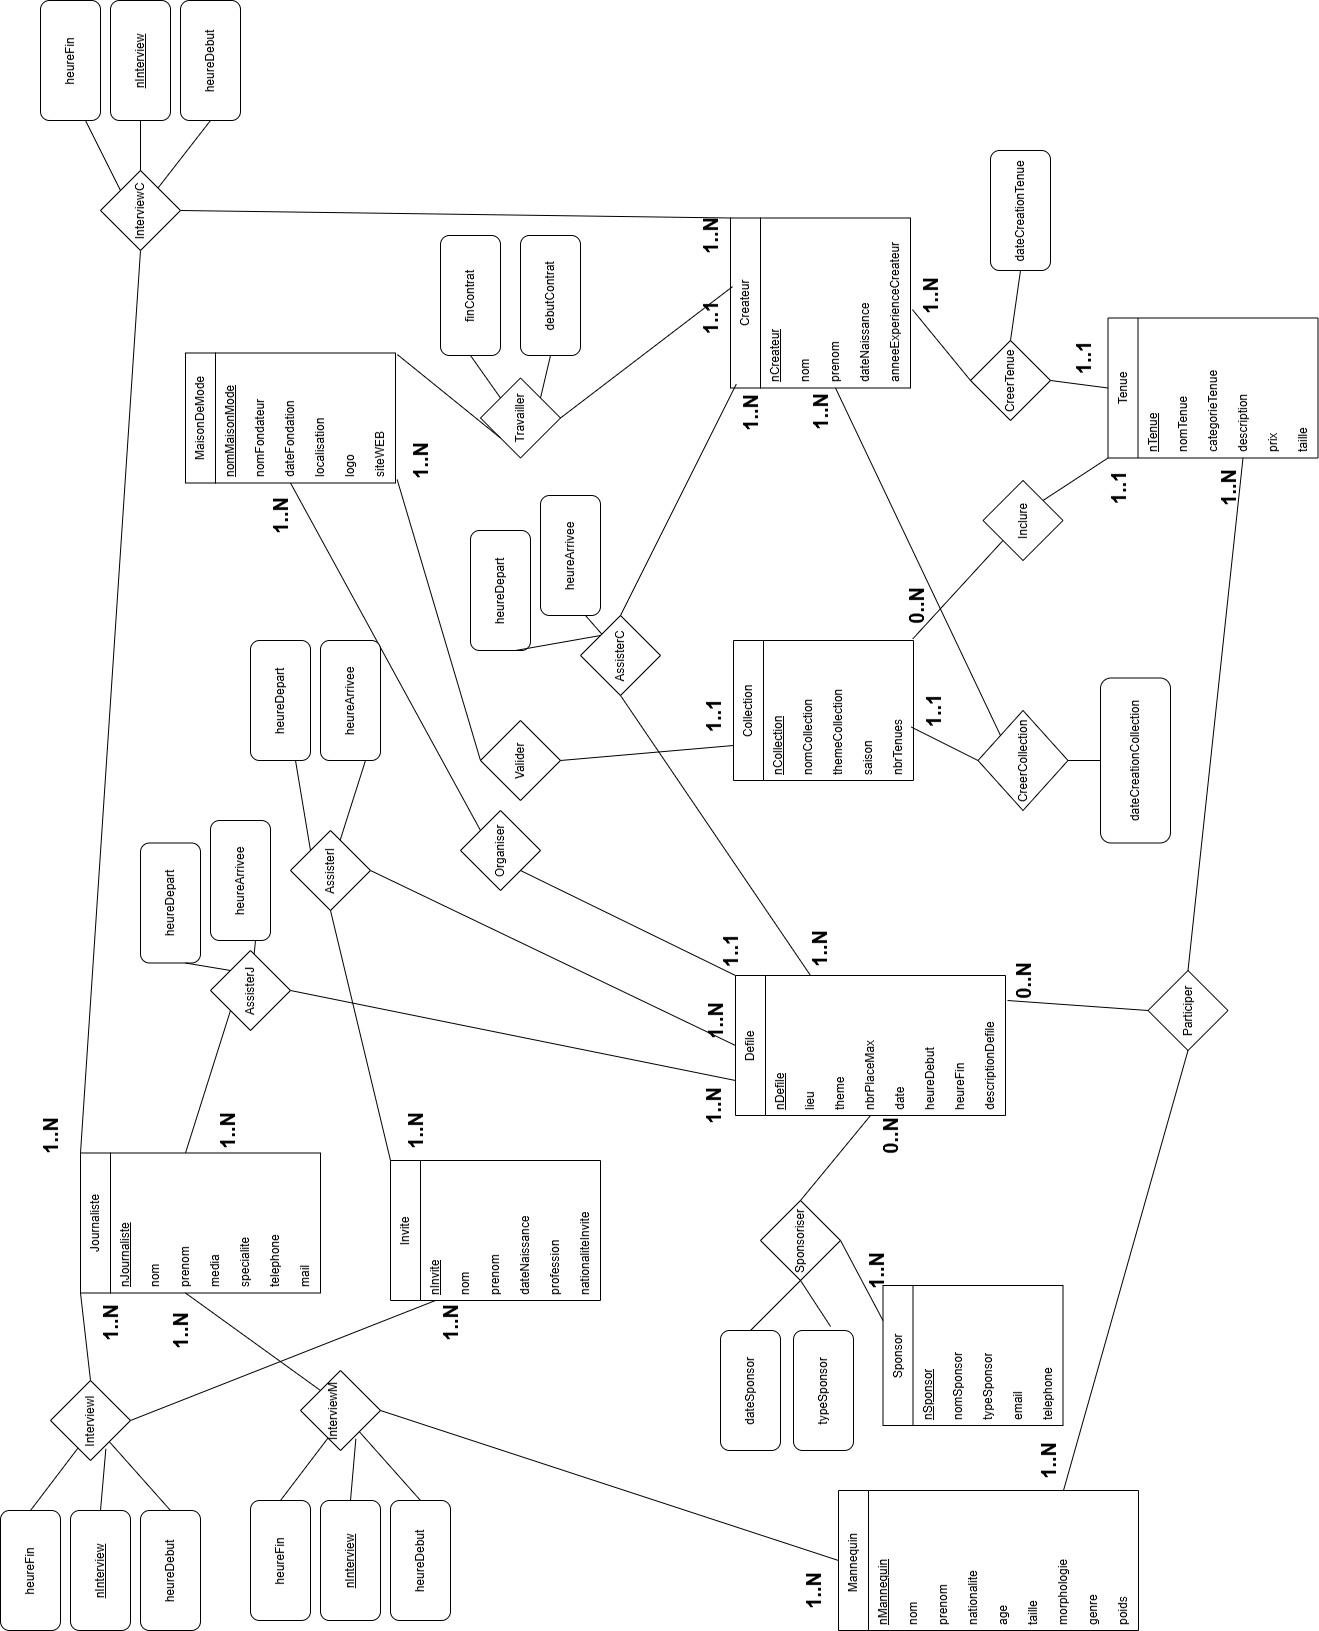 heureFin
nInterview
heureDebut
InterviewI
heureFin
nInterview
heureDebut
InterviewM
1..N
1..N
1..N
Journaliste
nJournaliste
nom
prenom
media
specialite
telephone
mail
1..N
1..N
Invite
nInvite
nom
prenom
dateNaissance
profession
nationaliteInvite
1..N
1..N
AssisterJ
heureDepart
heureArrivee
AssisterI
heureDepart
heureArrivee
InterviewC
heureFin
nInterview
heureDebut
MaisonDeMode
nomMaisonMode
nomFondateur
dateFondation
localisation
logo
siteWEB
1..N
1..N
Organiser
Valider
Travailler
finContrat
debutContrat
AssisterC
heureDepart
heureArrivee
Createur
nCreateur
nom
prenom
dateNaissance
anneeExperienceCreateur
1..N
1..1
1..N
1..N
1..N
Collection
nCollection
nomCollection
themeCollection
saison
nbrTenues
1..1
0..N
1..1
CreerCollection
dateCreationCollection
Inclure
CreerTenue
dateCreationTenue
Tenue
nTenue
nomTenue
categorieTenue
description
prix
taille
1..1
1..1
1..N
Defile
nDefile
lieu
theme
nbrPlaceMax
date
heureDebut
heureFin
descriptionDefile
1..N
1..N
1..1
1..N
0..N
0..N
Participer
Sponsoriser
dateSponsor
typeSponsor
1..N
Sponsor
nSponsor
nomSponsor
typeSponsor
email
telephone
1..N
1..N
Mannequin
nMannequin
nom
prenom
nationalite
age
taille
morphologie
genre
poids